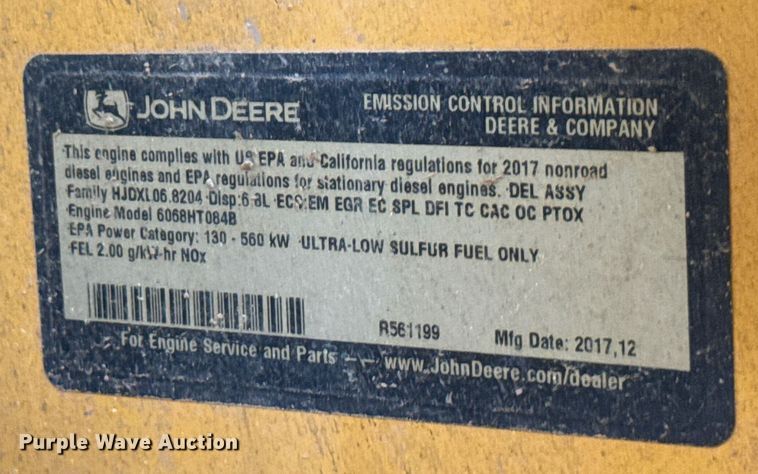 JOHN DEERE
EMISSION CONTROL INFORMATION
DEERE & COMPANY
This engine complies with US EPA and California regulations for 2017 nonroad
diesel engines and EPA regulations for stationary diesel engines. DEL ASSY
Family HJDXL06.8204 Disp:6.8L ECS:EM EGR EC SPL DFI TC CAC OC PTOX
Engine Model 6068HT084B
EPA Power Category: 130 - 560 kW ULTRA-LOW SULFUR FUEL ONLY
FEL 2.00 g/kW-hr NOx
R561199 Mfg Date: 2017,12
For Engine Service and Parts -- www.JohnDeere.com/dealer
Purple Wave Auction